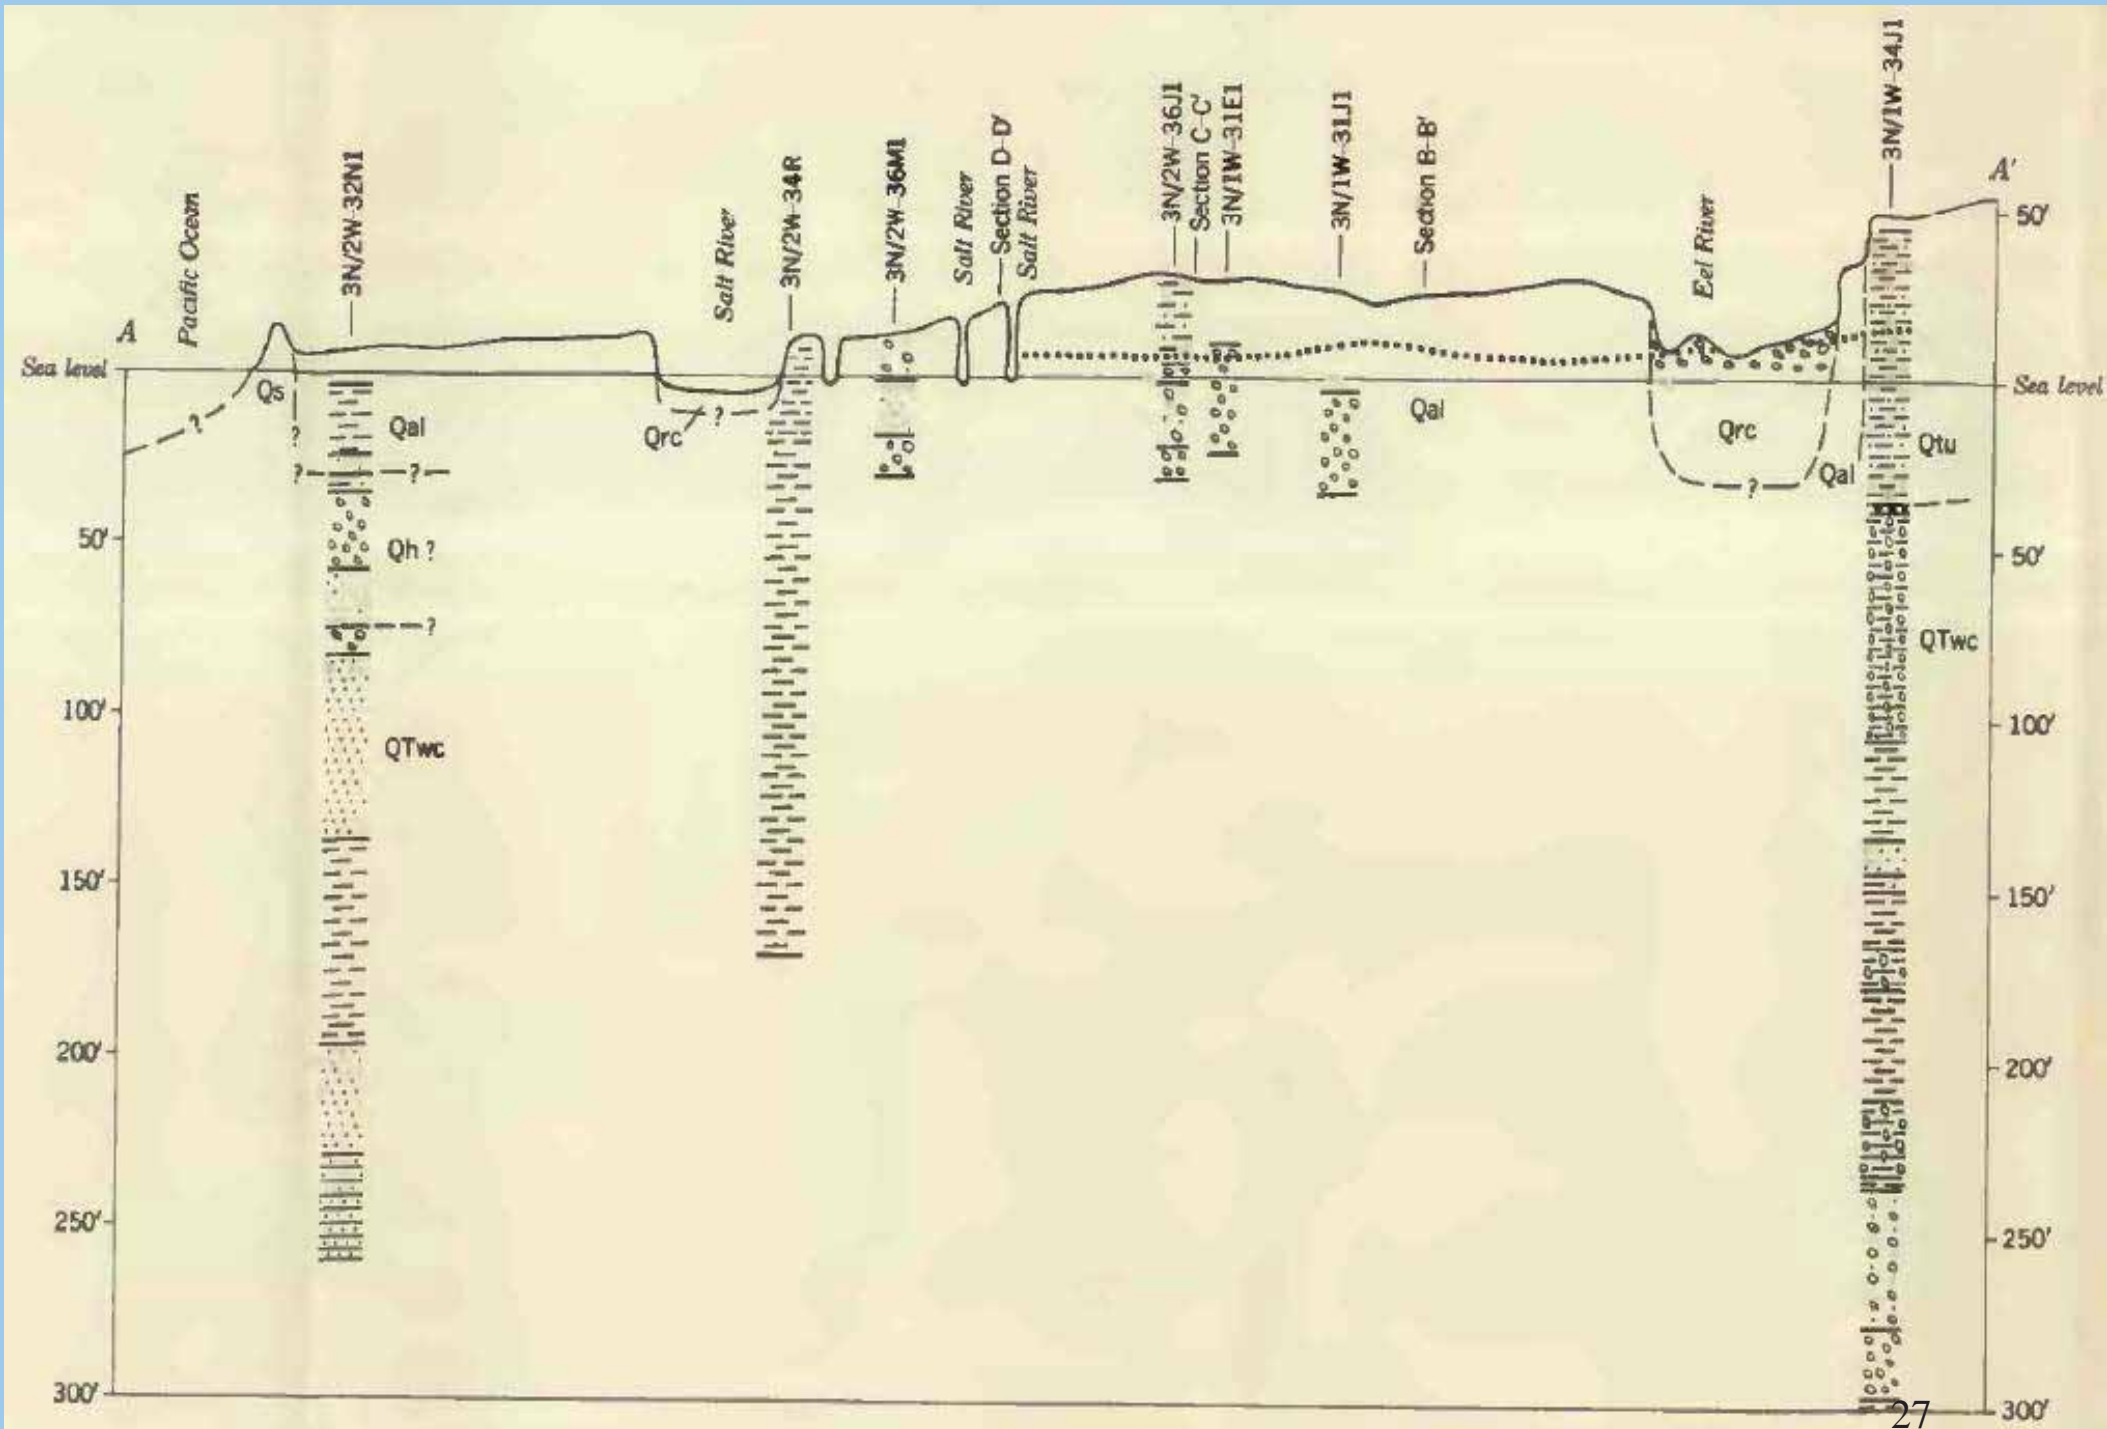 A
Pacific Ocean
3N/2W-32N1
Salt River
3N/2W-34R
3N/2W-36M1
Salt River
Section D-D'
Salt River
3N/2W-36J1
Section C-C'
3N/1W-31E1
3N/1W-31J1
Section B-B'
Eel River
3N/1W-34J1
A'
50'
Sea level
Sea level
Qs
Qal
Qrc
Qal
Qrc
Qal
Qtu
?
?
?
?
?
?
50'
Qh ?
50'
?
QTwc
100'
QTwc
100'
150'
150'
200'
200'
250'
250'
300'
300'
27